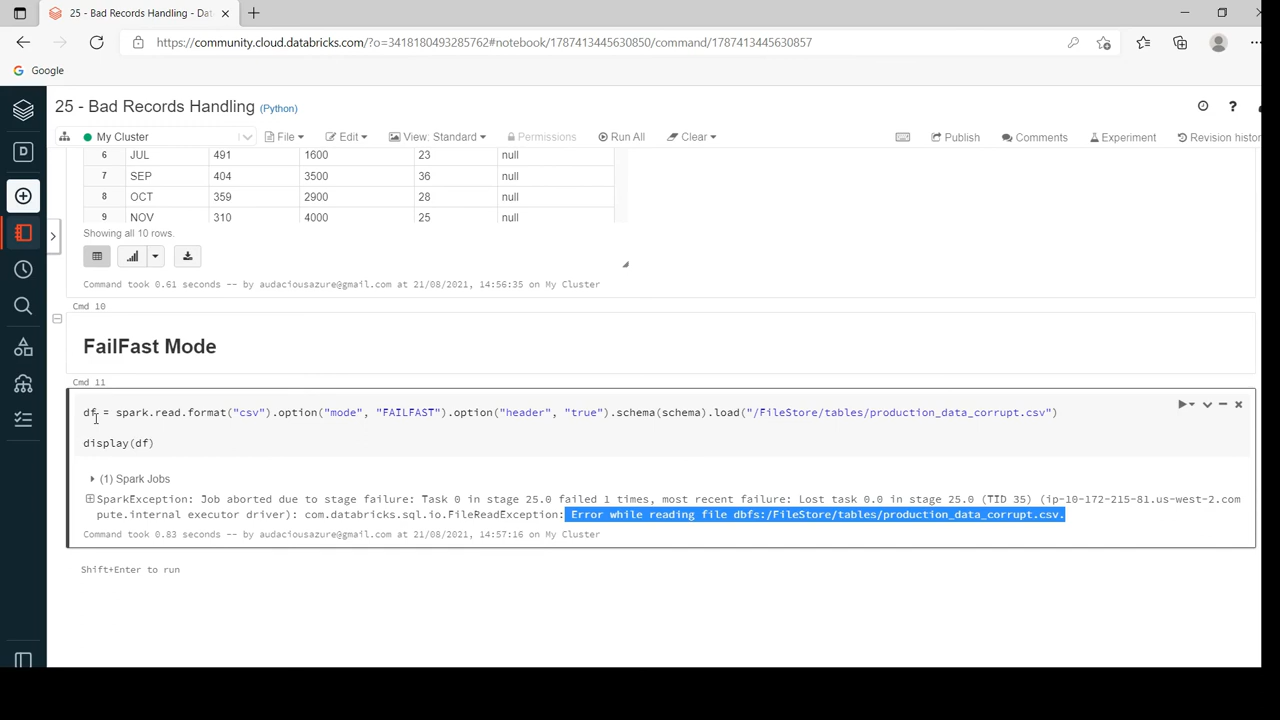 25 - Bad Records Handling - Dat
https://community.cloud.databricks.com/?o=3418180493285762#notebook/1787413445630850/command/1787413445630857
Google
25 - Bad Records Handling (Python)
My Cluster File Edit View: Standard Permissions Run All Clear Publish Comments Experiment Revision histor
6 JUL 491 1600 23 null
7 SEP 404 3500 36 null
8 OCT 359 2900 28 null
9 NOV 310 4000 25 null
Showing all 10 rows.
Command took 0.61 seconds -- by audaciousazure@gmail.com at 21/08/2021, 14:56:35 on My Cluster
Cmd 10
FailFast Mode
Cmd 11
df = spark.read.format("csv").option("mode", "FAILFAST").option("header", "true").schema(schema).load("/FileStore/tables/production_data_corrupt.csv")
display(df)
(1) Spark Jobs
SparkException: Job aborted due to stage failure: Task 0 in stage 25.0 failed 1 times, most recent failure: Lost task 0.0 in stage 25.0 (TID 35) (ip-10-172-215-81.us-west-2.com
pute.internal executor driver): com.databricks.sql.io.FileReadException: Error while reading file dbfs:/FileStore/tables/production_data_corrupt.csv.
Command took 0.83 seconds -- by audaciousazure@gmail.com at 21/08/2021, 14:57:16 on My Cluster
Shift+Enter to run